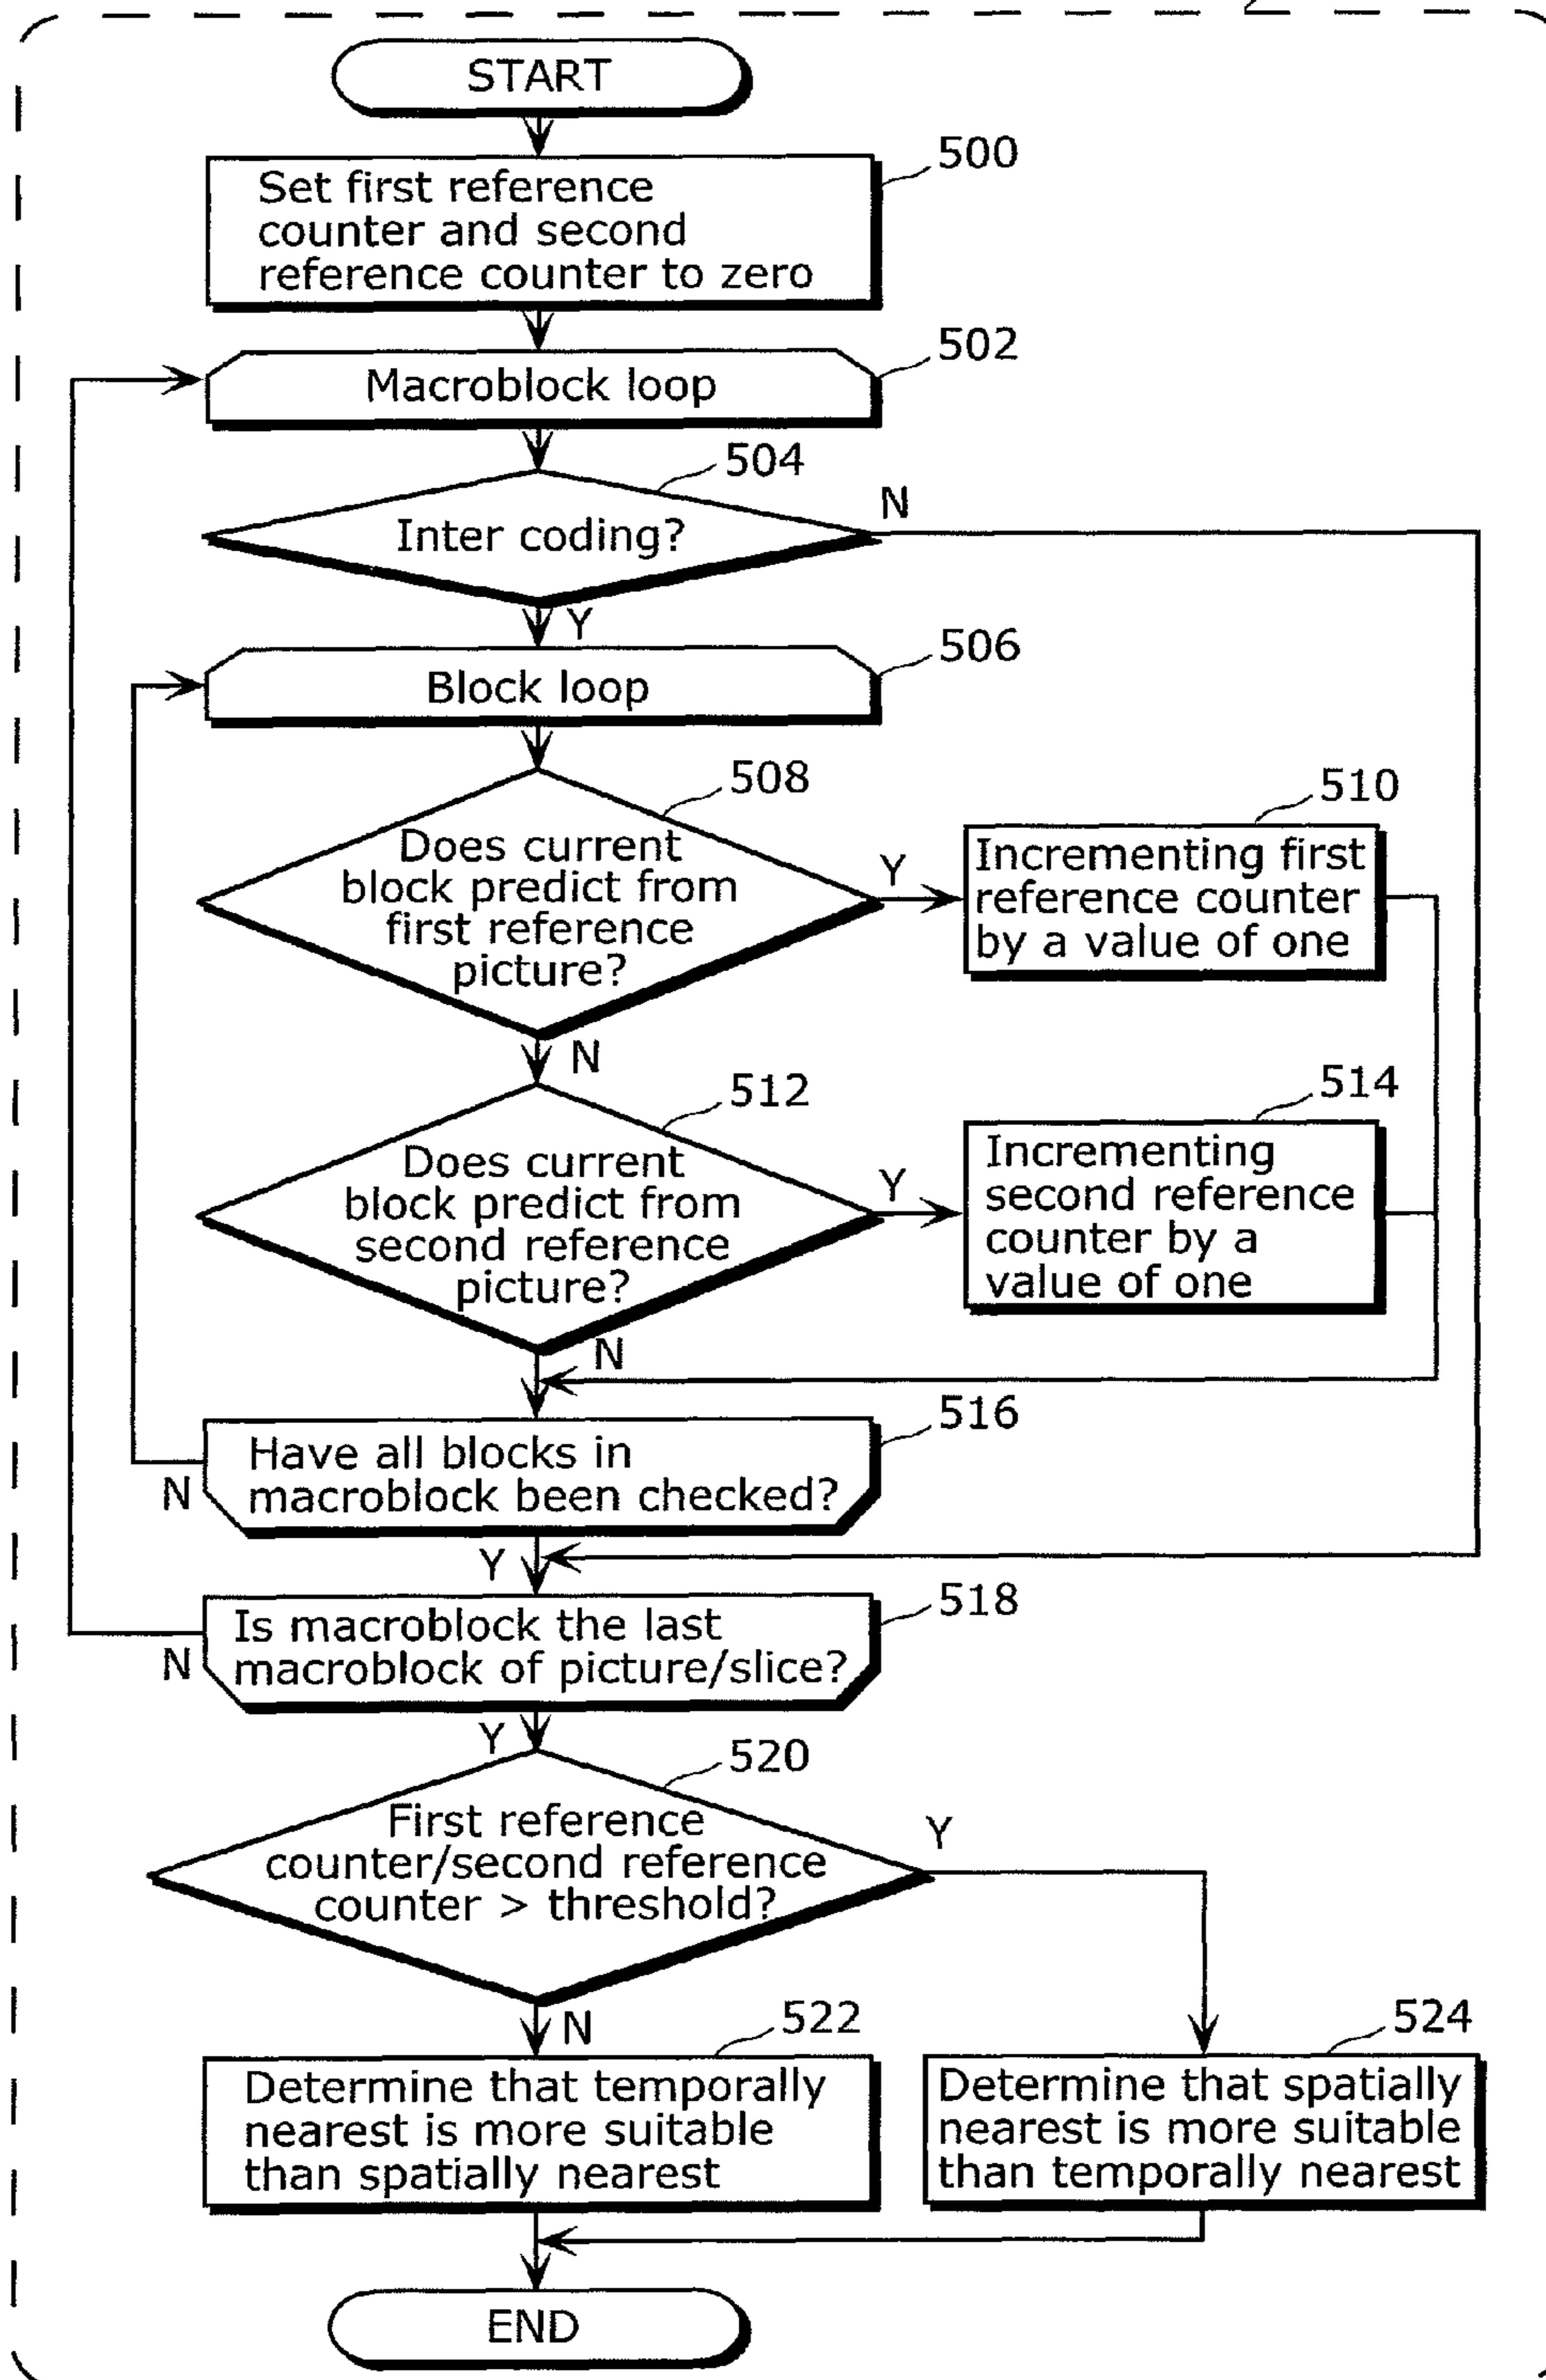 START
500
Set first reference
counter and second
reference counter to zero
502
Macroblock loop
504
Inter coding?
N
Y
506
Block loop
508
Does current
block predict from
first reference
picture?
Y
510
Incrementing first
reference counter
by a value of one
N
512
Does current
block predict from
second reference
picture?
Y
514
Incrementing
second reference
counter by a
value of one
N
516
Have all blocks in
macroblock been checked?
N
Y
518
Is macroblock the last
macroblock of picture/slice?
N
Y
520
First reference
counter/second reference
counter > threshold?
Y
N
522
Determine that temporally
nearest is more suitable
than spatially nearest
524
Determine that spatially
nearest is more suitable
than temporally nearest
END